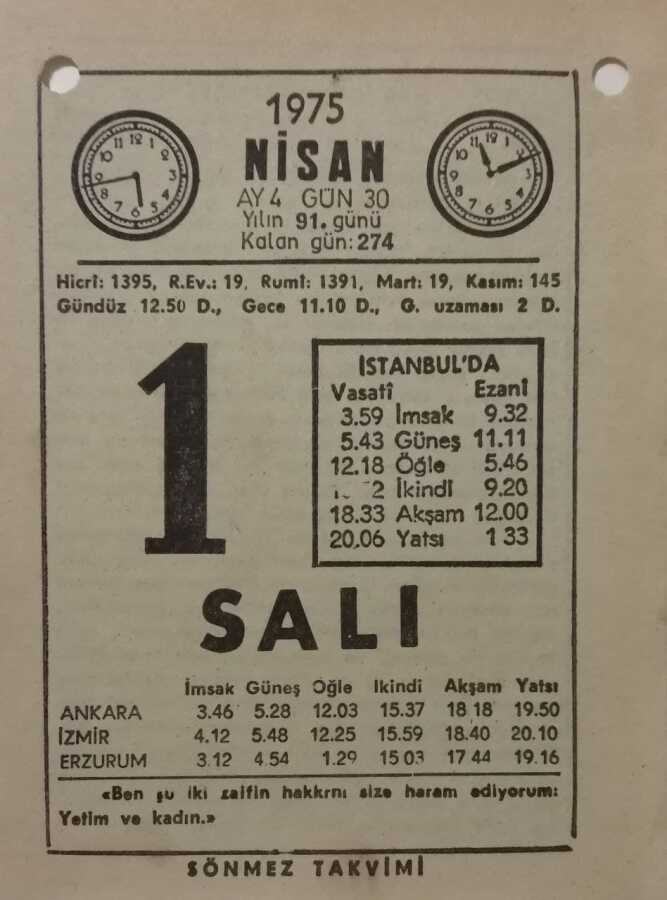 1975
NİSAN
AY 4 GÜN 30
Yılın 91. günü
Kalan gün: 274
Hicrî: 1395, R.Ev.: 19, Rumî: 1391, Mart: 19, Kasım: 145
Gündüz 12.50 D., Gece 11.10 D., G. uzaması 2 D.
1
İSTANBUL'DA
Vasatî Ezanî
3.59 İmsak 9.32
5.43 Güneş 11.11
12.18 Öğle 5.46
İkindî 9.20
18.33 Akşam 12.00
20.06 Yatsı 1 33
SALI
İmsak Güneş Öğle İkindi Akşam Yatsı
ANKARA 3.46 5.28 12.03 15.37 18 18 19.50
İZMİR 4.12 5.48 12.25 15.59 18.40 20.10
ERZURUM 3.12 4.54 1.29 15 03 17 44 19.16
«Ben şu iki zaifin hakkrnı size haram ediyorum:
Yetim ve kadın.»
SÖNMEZ TAKVİMİ